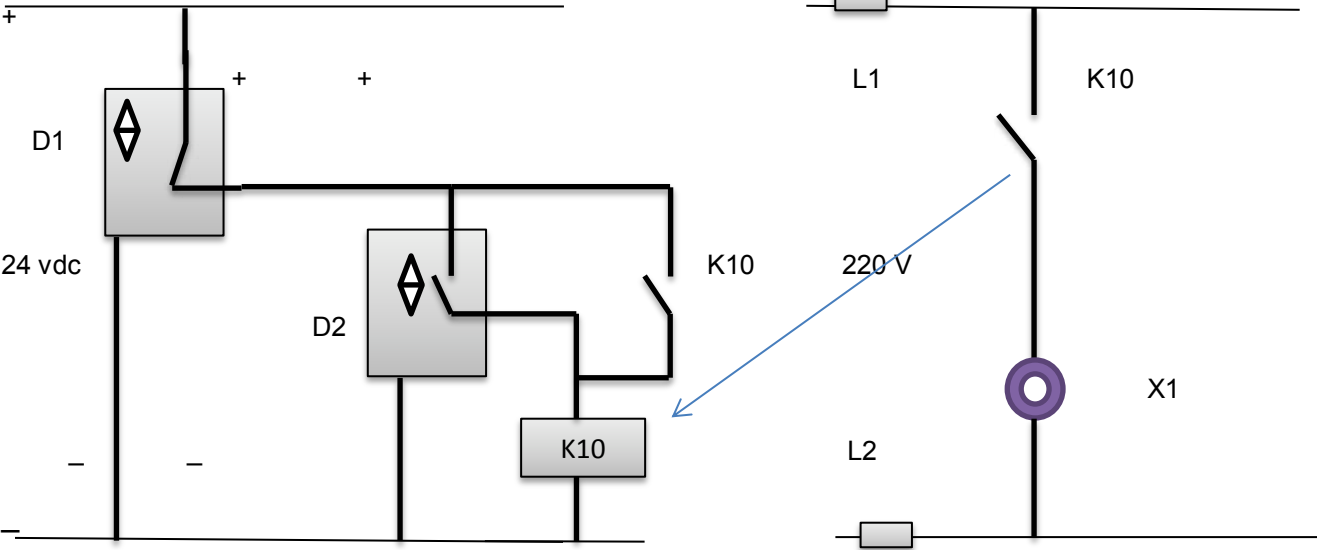 +
+ +
D1
24 vdc
D2
K10
K10
– –
–
L1
K10
220 V
X1
L2